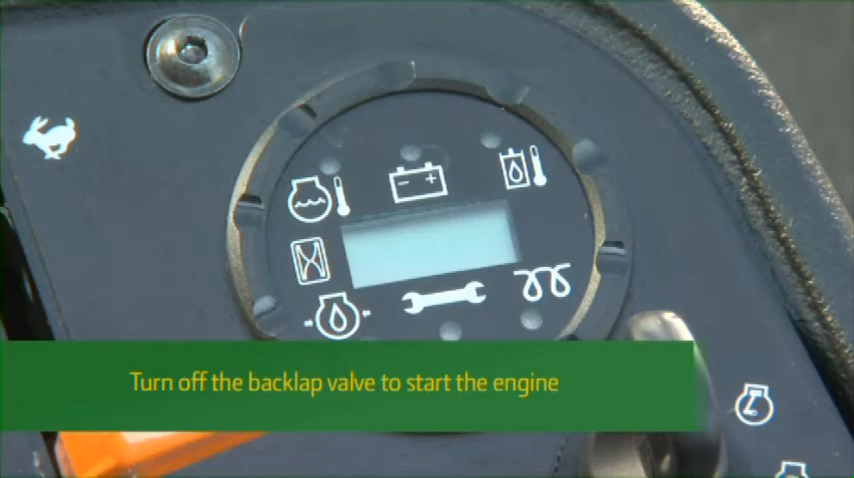 Turn off the backlap valve to start the engine